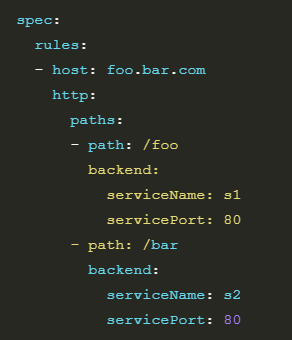 spec:
  rules:
  - host: foo.bar.com
    http:
      paths:
      - path: /foo
        backend:
          serviceName: s1
          servicePort: 80
      - path: /bar
        backend:
          serviceName: s2
          servicePort: 80